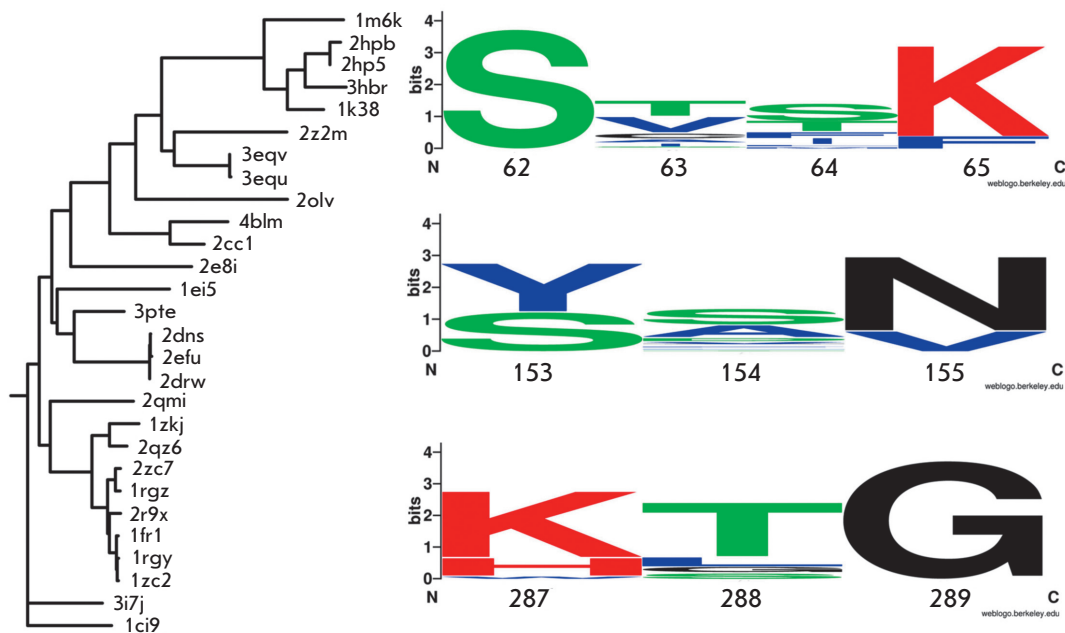 1m6k
2hpb
2hp5
3hbr
1k38
2z2m
3eqv
3equ
2olv
4blm
2cc1
2e8i
1ei5
3pte
2dns
2efu
2drw
2qmi
1zkj
2qz6
2zc7
1rgz
2r9x
1fr1
1rgy
1zc2
3i7j
1ci9
bits
4
3
2
1
0
S T S K
V T
N 62 63 64 65 C
weblogo.berkeley.edu
bits
4
3
2
1
0
Y S N
S A V
N 153 154 155 C
weblogo.berkeley.edu
bits
4
3
2
1
0
K T G
H
N 287 288 289 C
weblogo.berkeley.edu